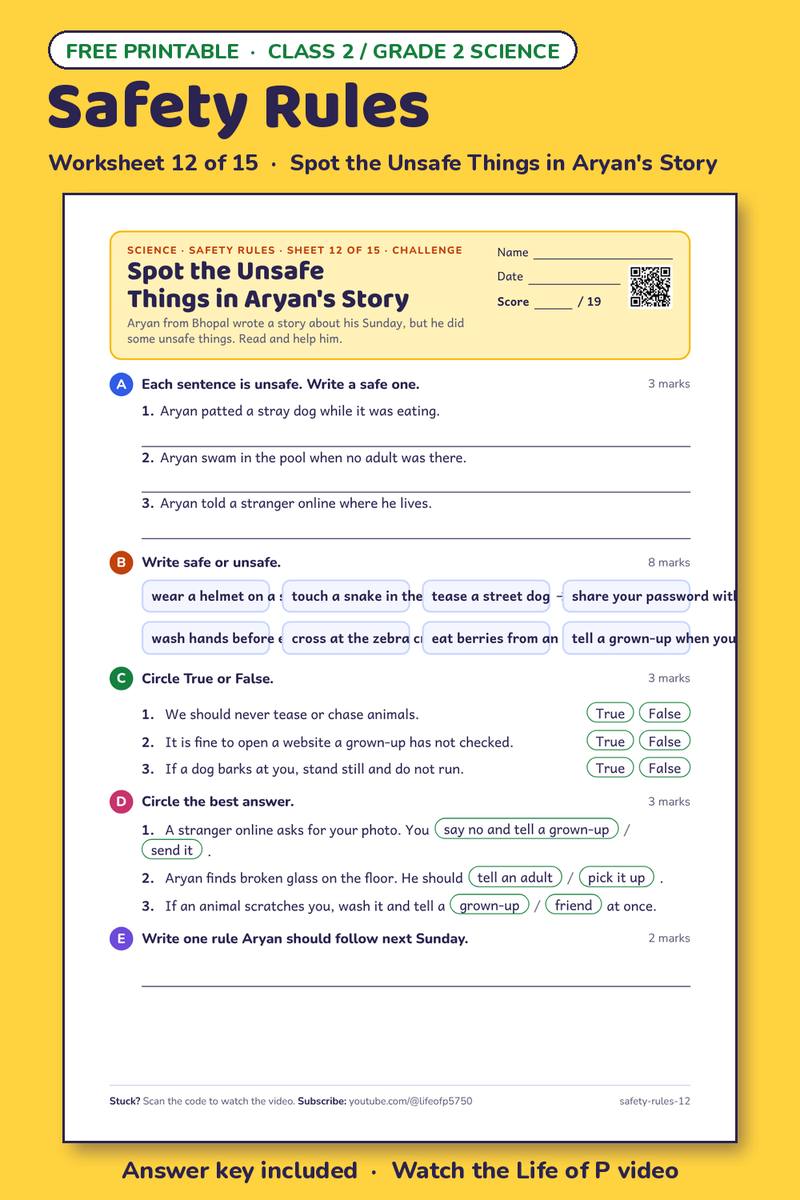 FREE PRINTABLE · CLASS 2 / GRADE 2 SCIENCE
Safety Rules
Worksheet 12 of 15 · Spot the Unsafe Things in Aryan's Story
SCIENCE · SAFETY RULES · SHEET 12 OF 15 · CHALLENGE
Spot the Unsafe
Things in Aryan's Story
Aryan from Bhopal wrote a story about his Sunday, but he did
some unsafe things. Read and help him.
Name
Date
Score / 19
A Each sentence is unsafe. Write a safe one. 3 marks
1. Aryan patted a stray dog while it was eating.
2. Aryan swam in the pool when no adult was there.
3. Aryan told a stranger online where he lives.
B Write safe or unsafe. 8 marks
wear a helmet on a touch a snake in the tease a street dog – share your password
wash hands before cross at the zebra eat berries from an tell a grown-up when you
C Circle True or False. 3 marks
1. We should never tease or chase animals. True False
2. It is fine to open a website a grown-up has not checked. True False
3. If a dog barks at you, stand still and do not run. True False
D Circle the best answer. 3 marks
1. A stranger online asks for your photo. You say no and tell a grown-up /
send it .
2. Aryan finds broken glass on the floor. He should tell an adult / pick it up .
3. If an animal scratches you, wash it and tell a grown-up / friend at once.
E Write one rule Aryan should follow next Sunday. 2 marks
Stuck? Scan the code to watch the video. Subscribe: youtube.com/@lifeofp5750
safety-rules-12
Answer key included · Watch the Life of P video